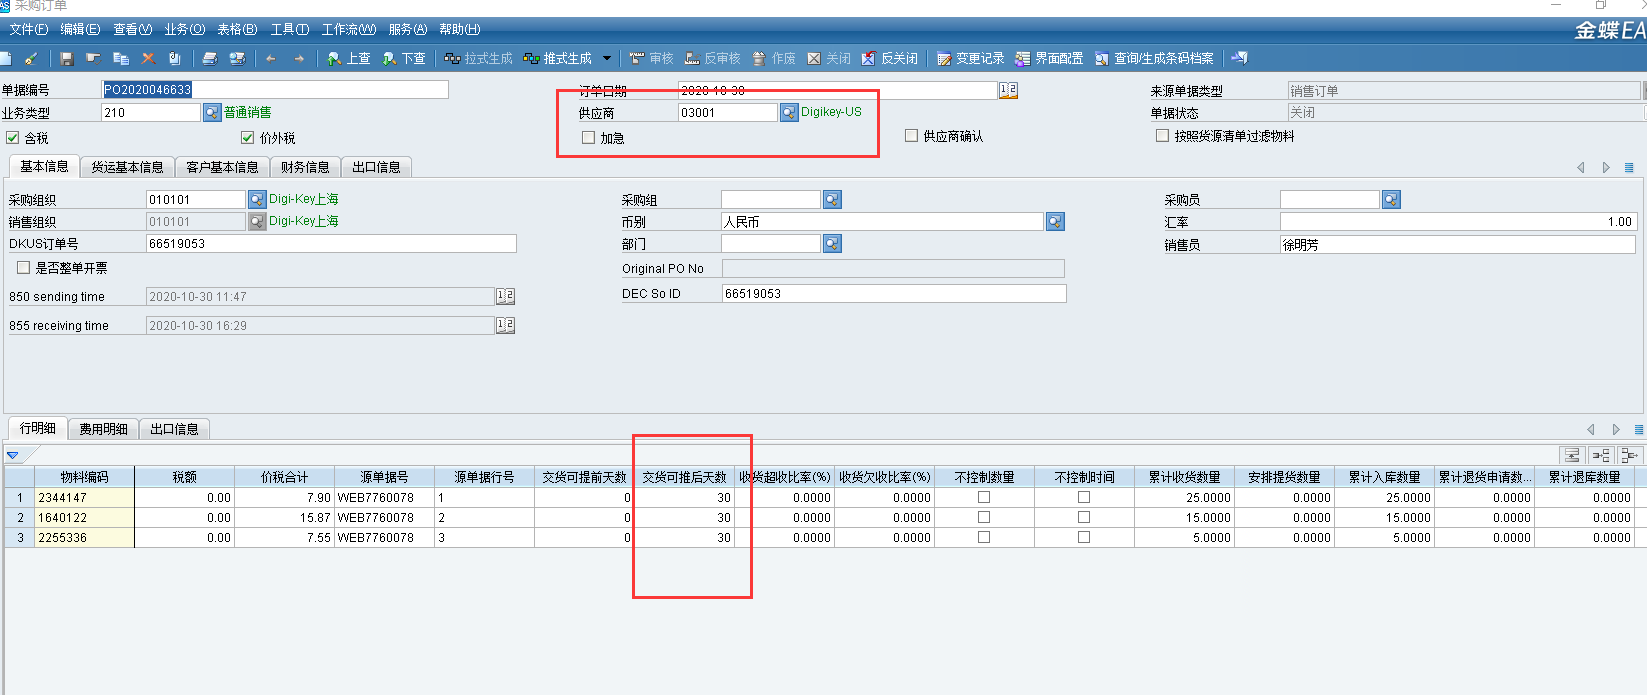 采购订单
文件(F) 编辑(E) 查看(V) 业务(O) 表格(B) 工具(T) 工作流(W) 服务(A) 帮助(H) 金蝶EA
上查 下查 拉式生成 推式生成 审核 反审核 作废 关闭 反关闭 变更记录 界面配置 查询/生成条码档案
单据编号 PO2020046633 订单日期 2020-10-30 来源单据类型 销售订单
业务类型 210 普通销售 供应商 03001 Digikey-US 单据状态 关闭
含税 价外税 加急 供应商确认 按照货源清单过滤物料
基本信息 货运基本信息 客户基本信息 财务信息 出口信息
采购组织 010101 Digi-Key上海 采购组 采购员
销售组织 010101 Digi-Key上海 币别 人民币 汇率 1.00
DKUS订单号 66519053 部门 销售员 徐明芳
是否整单开票 Original PO No
850 sending time 2020-10-30 11:47 DEC So ID 66519053
855 receiving time 2020-10-30 16:29
行明细 费用明细 出口信息
物料编码 税额 价税合计 源单据号 源单据行号 交货可提前天数 交货可推后天数 收货超收比率(%) 收货欠收比率(%) 不控制数量 不控制时间 累计收货数量 安排提货数量 累计入库数量 累计退货申请数... 累计退库数量
1 2344147 0.00 7.90 WEB7760078 1 0 30 0.0000 0.0000 25.0000 0.0000 25.0000 0.0000 0.0000
2 1640122 0.00 15.87 WEB7760078 2 0 30 0.0000 0.0000 15.0000 0.0000 15.0000 0.0000 0.0000
3 2255336 0.00 7.55 WEB7760078 3 0 30 0.0000 0.0000 5.0000 0.0000 5.0000 0.0000 0.0000